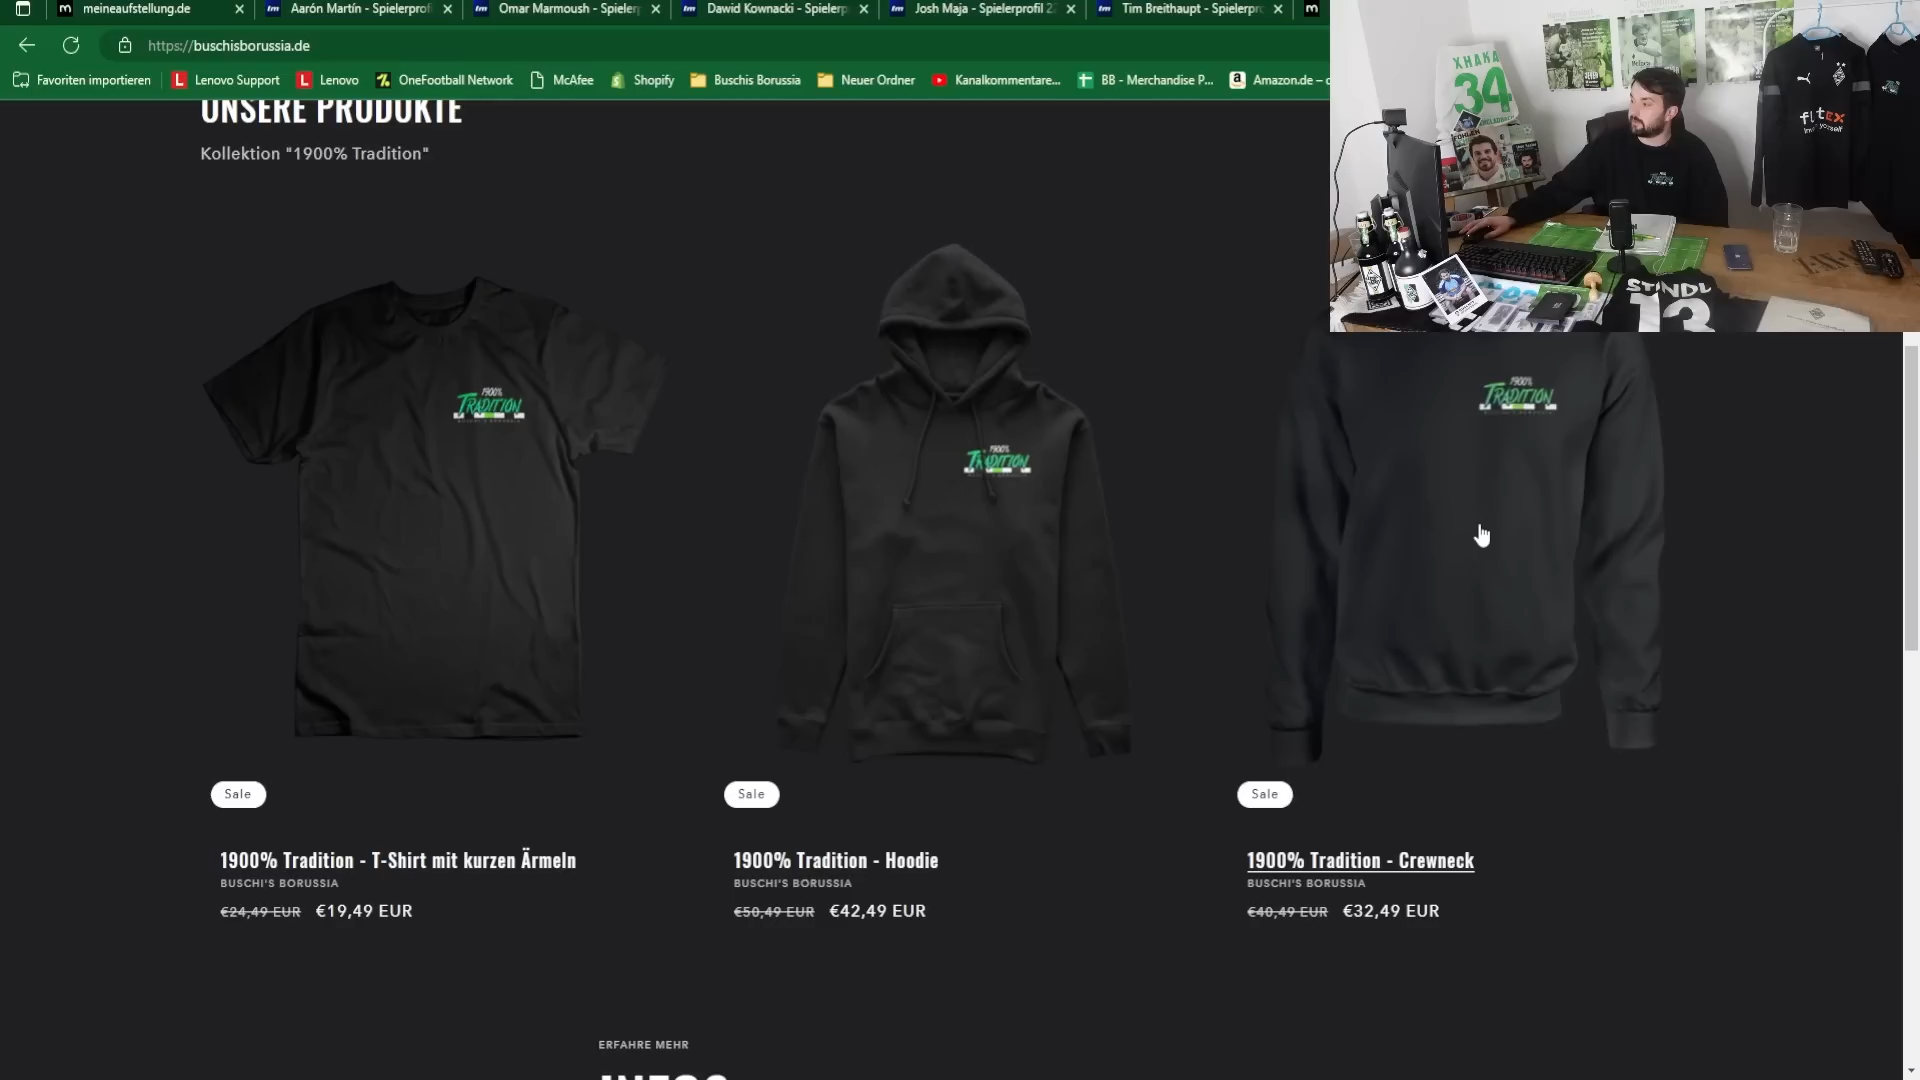 meineaufstellung.de
Aarón Martín - Spielerprofi
Omar Marmoush - Spieler
Dawid Kownacki - Spielerp
Josh Maja - Spielerprofil 2
Tim Breithaupt - Spielerpr
https://buschisborussia.de
Favoriten importieren
Lenovo Support
Lenovo
OneFootball Network
McAfee
Shopify
Buschis Borussia
Neuer Ordner
Kanalkommentare...
BB - Merchandise P...
Amazon.de –
UNSERE PRODUKTE
Kollektion "1900% Tradition"
XHAKA
34
STINDL
13
1900%
TRADITION
1900%
TRADITION
1900%
TRADITION
Sale
Sale
Sale
1900% Tradition - T-Shirt mit kurzen Ärmeln
BUSCHI'S BORUSSIA
€24,49 EUR €19,49 EUR
1900% Tradition - Hoodie
BUSCHI'S BORUSSIA
€50,49 EUR €42,49 EUR
1900% Tradition - Crewneck
BUSCHI'S BORUSSIA
€40,49 EUR €32,49 EUR
ERFAHRE MEHR
INFOS